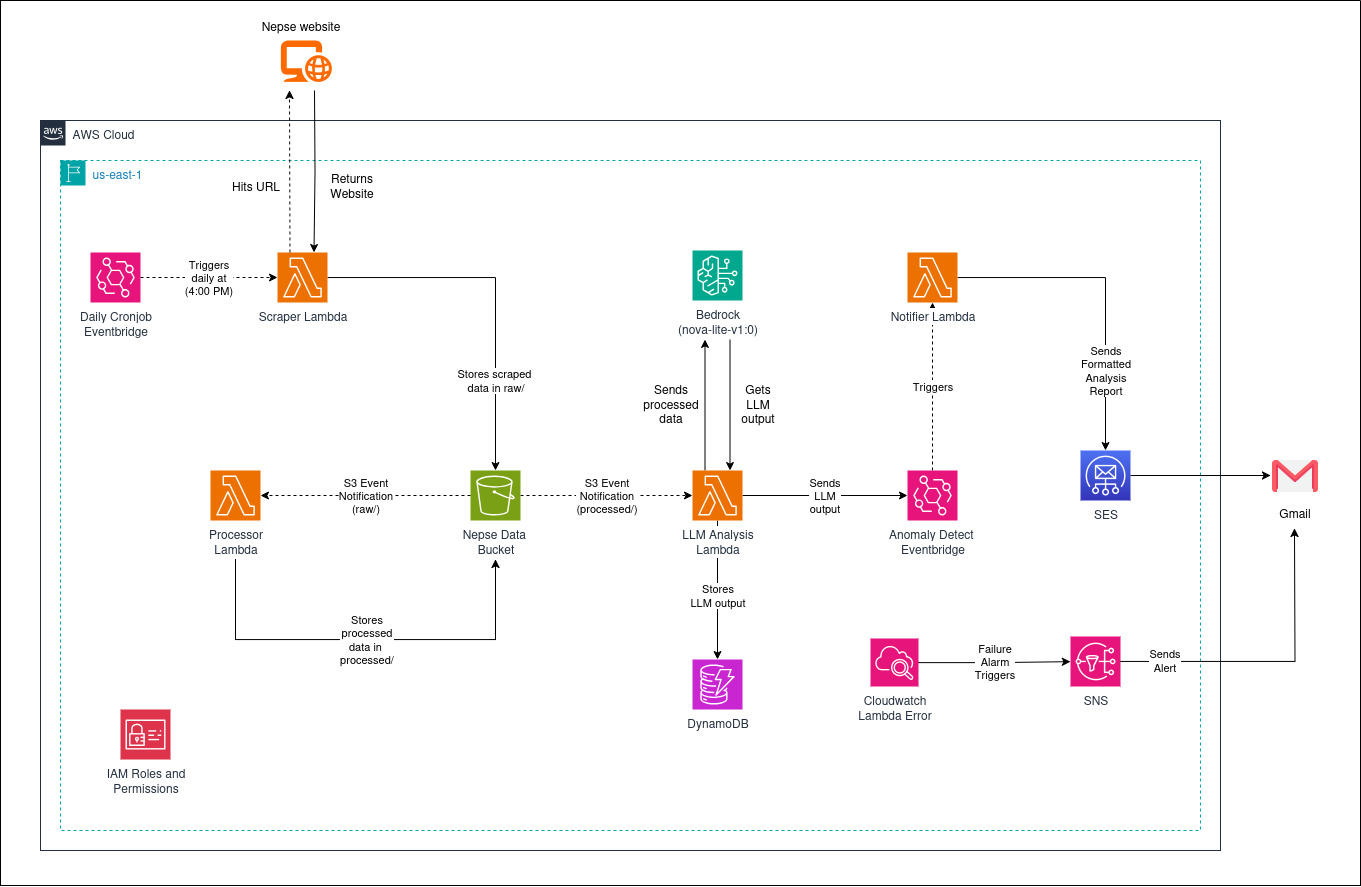 Nepse website
aws
AWS Cloud
us-east-1
Hits URL
Returns
Website
Triggers
daily at
(4:00 PM)
Daily Cronjob
Eventbridge
Scraper Lambda
Bedrock
(nova-lite-v1:0)
Notifier Lambda
Stores scraped
data in raw/
Sends
processed
data
Gets
LLM
output
Triggers
Sends
Formatted
Analysis
Report
S3 Event
Notification
(raw/)
S3 Event
Notification
(processed/)
Sends
LLM
output
Processor
Lambda
Nepse Data
Bucket
LLM Analysis
Lambda
Anomaly Detect
Eventbridge
SES
Gmail
Stores
LLM output
Stores
processed
data in
processed/
Failure
Alarm
Triggers
Sends
Alert
Cloudwatch
Lambda Error
SNS
DynamoDB
IAM Roles and
Permissions